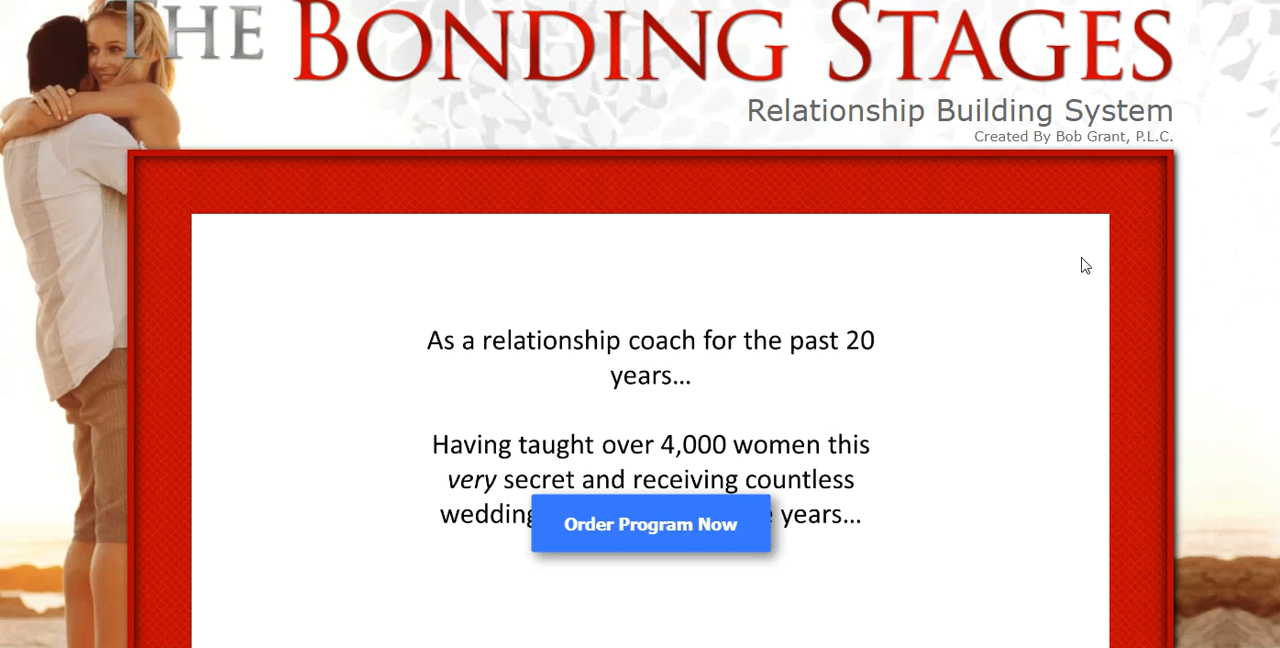 THE BONDING STAGES
Relationship Building System
Created By Bob Grant, P.L.C.
As a relationship coach for the past 20
years...
Having taught over 4,000 women this
very secret and receiving countless
wedding years...
Order Program Now